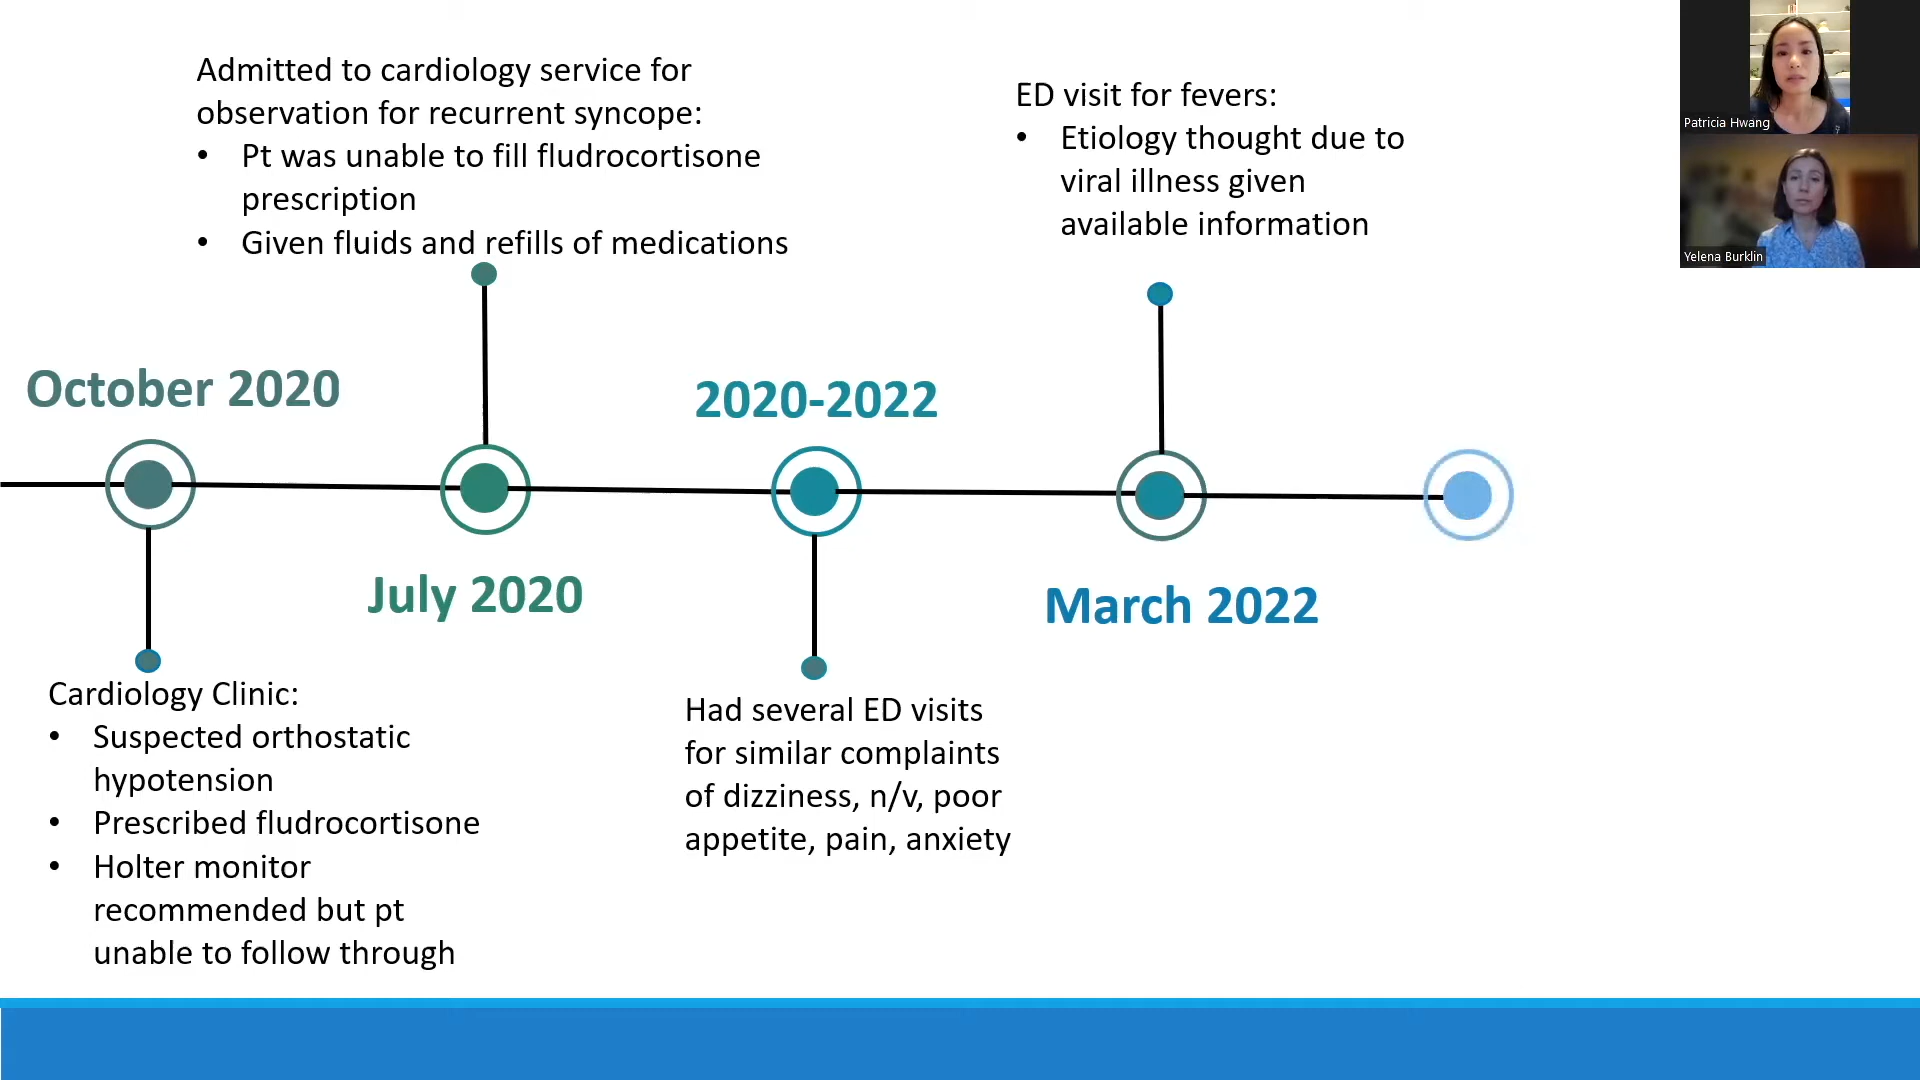 Admitted to cardiology service for
observation for recurrent syncope:
• Pt was unable to fill fludrocortisone
prescription
• Given fluids and refills of medications
ED visit for fevers:
• Etiology thought due to
viral illness given
available information
Patricia Hwang
Yelena Burklin
October 2020
2020-2022
July 2020
March 2022
Cardiology Clinic:
• Suspected orthostatic
hypotension
• Prescribed fludrocortisone
• Holter monitor
recommended but pt
unable to follow through
Had several ED visits
for similar complaints
of dizziness, n/v, poor
appetite, pain, anxiety